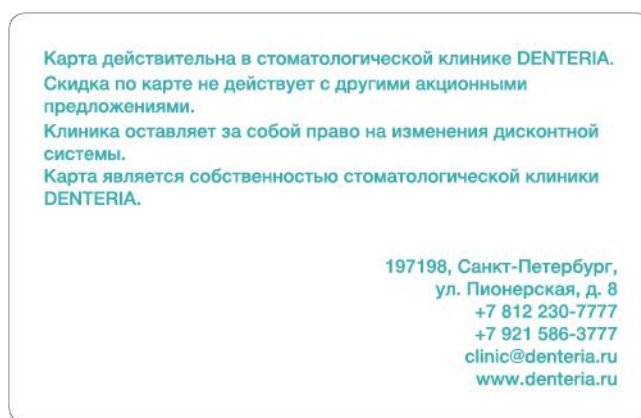 Карта действительна в стоматологической клинике DENTERIA.
Скидка по карте не действует с другими акционными
предложениями.
Клиника оставляет за собой право на изменения дисконтной
системы.
Карта является собственностью стоматологической клиники
DENTERIA.
197198, Санкт-Петербург,
ул. Пионерская, д. 8
+7 812 230-7777
+7 921 586-3777
clinic@denteria.ru
www.denteria.ru